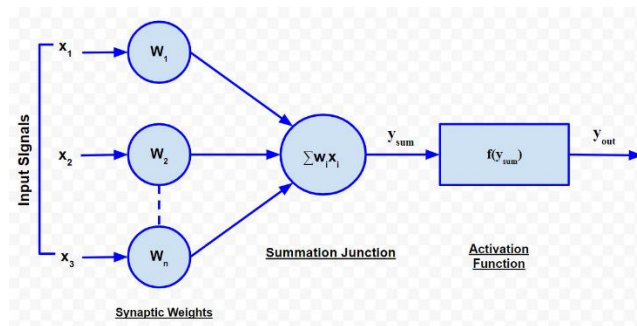 Input Signals
x1
W1
x2
W2
x3
Wn
Synaptic Weights
∑wixi
Summation Junction
ysum
f(ysum)
Activation
Function
yout